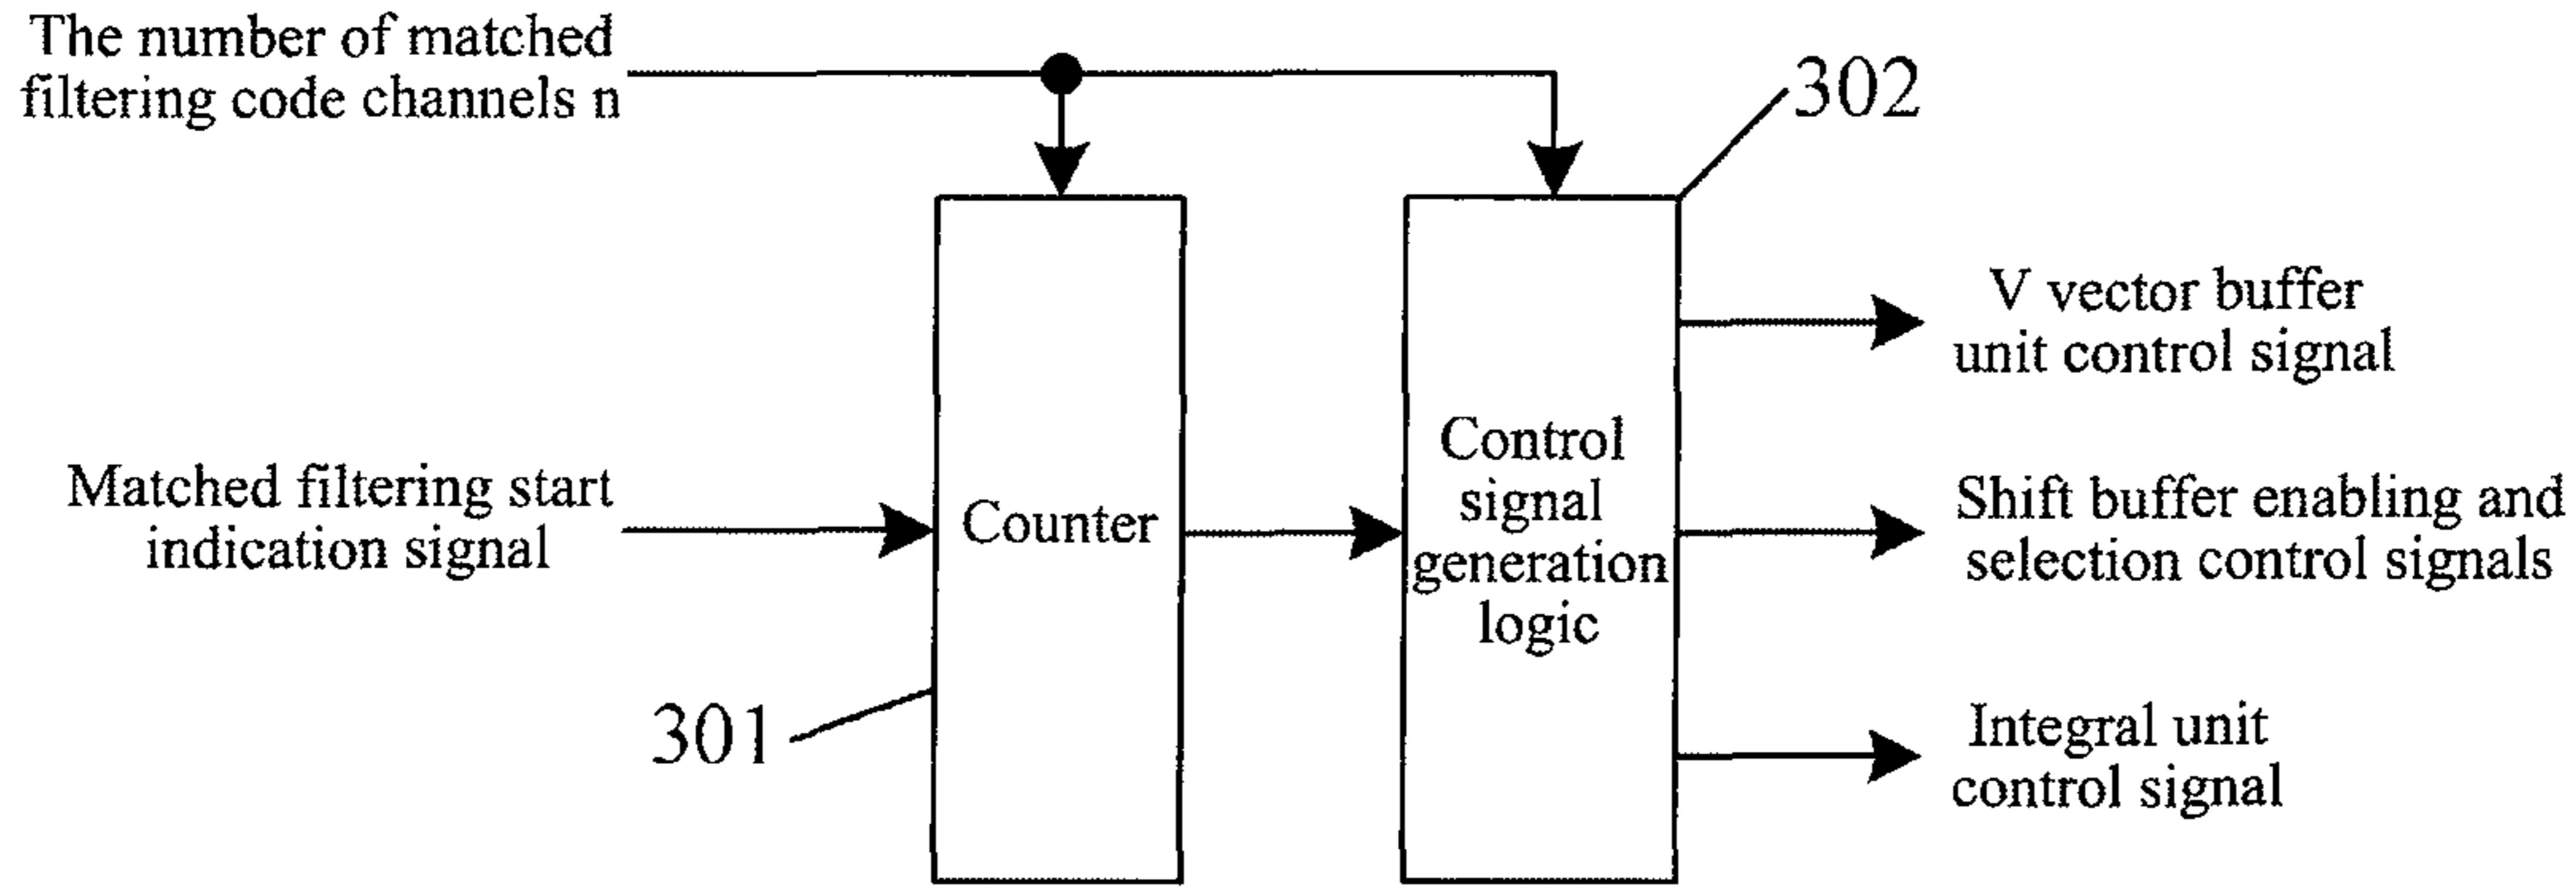 The number of matched
filtering code channels n
302
V vector buffer
unit control signal
Matched filtering start
indication signal
Counter
Control
signal
generation
logic
Shift buffer enabling and
selection control signals
301
Integral unit
control signal